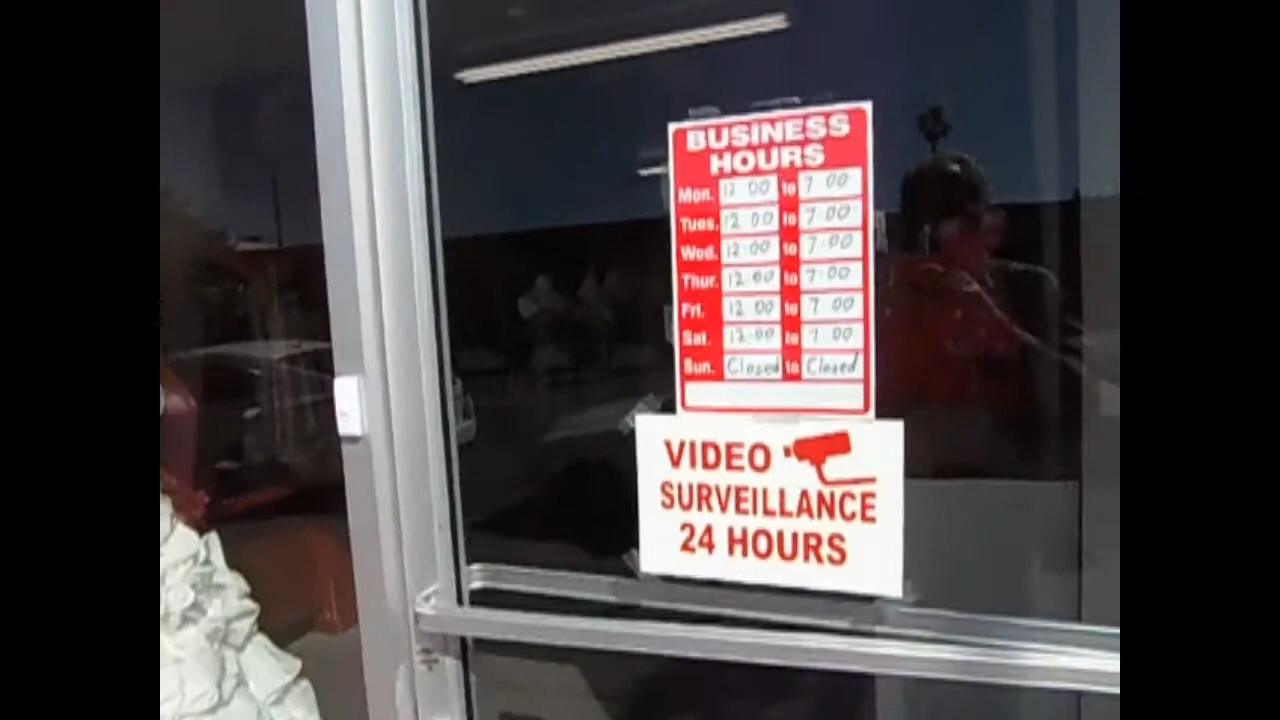 BUSINESS
HOURS
Mon. 12 00 to 7 00
Tues. 12 00 to 7 00
Wed. 12 00 to 7:00
Thur. 12:00 to 7:00
Fri. 12 00 to 7 00
Sat. 12:00 to 7 00
Sun. Closed to Closed
VIDEO
SURVEILLANCE
24 HOURS